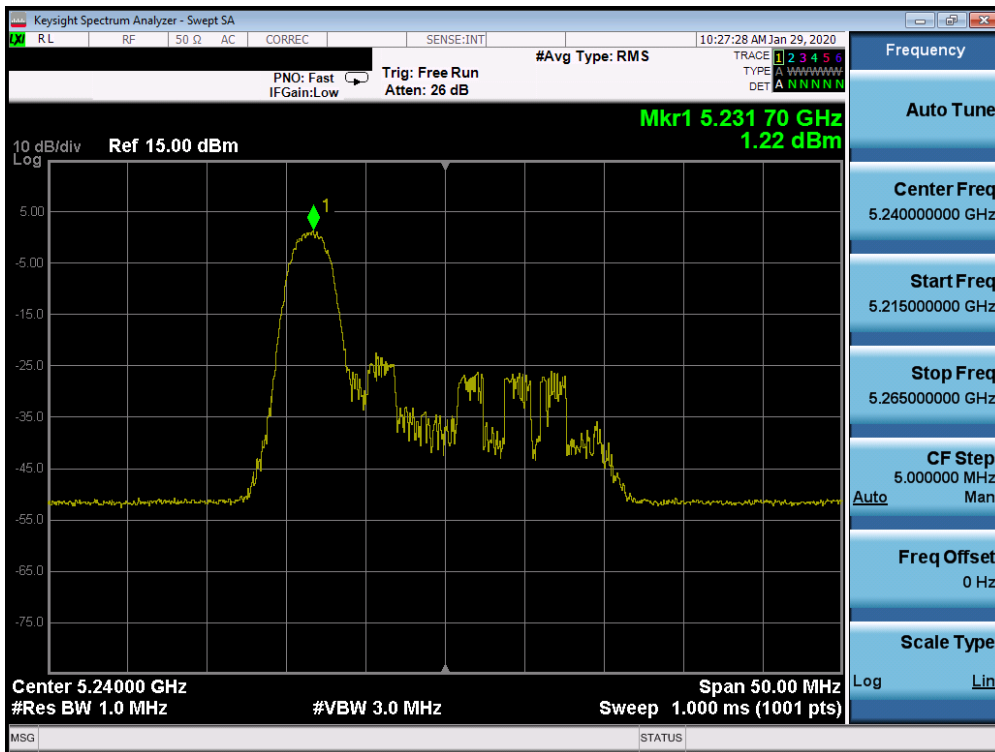 Keysight Spectrum Analyzer - Swept SA
LXI RL RF 50 Ω AC CORREC SENSE:INT 10:27:28 AM Jan 29, 2020
#Avg Type: RMS
TRACE 1 2 3 4 5 6
TYPE A WWWWW
DET A N N N N N
PNO: Fast
IFGain:Low
Trig: Free Run
Atten: 26 dB
Mkr1 5.231 70 GHz
1.22 dBm
10 dB/div Ref 15.00 dBm
Log
1
5.00
-5.00
-15.0
-25.0
-35.0
-45.0
-55.0
-65.0
-75.0
Center 5.24000 GHz Span 50.00 MHz
#Res BW 1.0 MHz #VBW 3.0 MHz Sweep 1.000 ms (1001 pts)
MSG STATUS
Frequency
Auto Tune
Center Freq
5.240000000 GHz
Start Freq
5.215000000 GHz
Stop Freq
5.265000000 GHz
CF Step
5.000000 MHz
Auto Man
Freq Offset
0 Hz
Scale Type
Log Lin